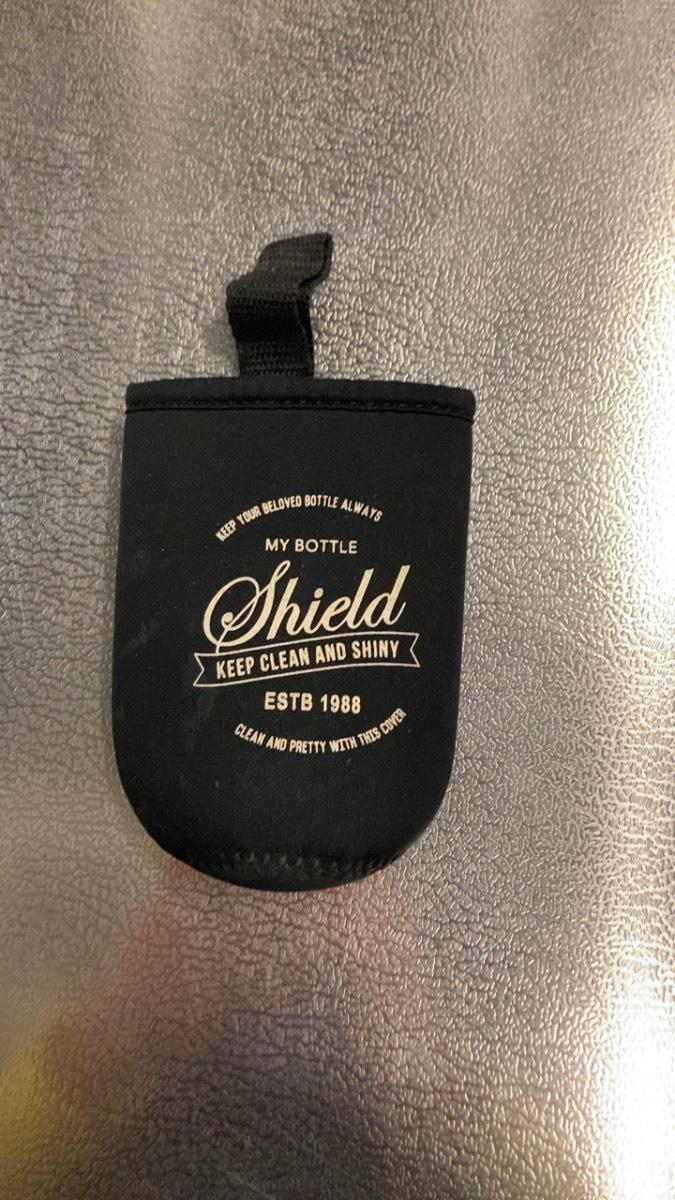 KEEP YOUR BELOVED BOTTLE ALWAYS
MY BOTTLE
Shield
KEEP CLEAN AND SHINY
ESTB 1988
CLEAN AND PRETTY WITH THIS COVER